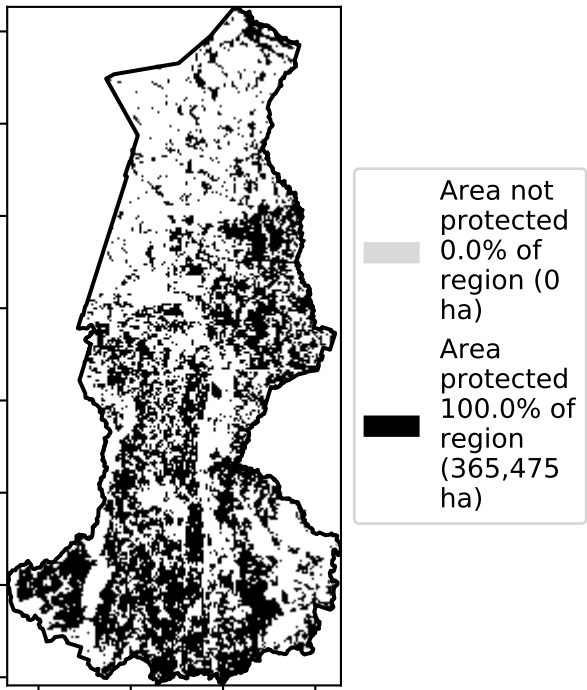 Area not
protected
0.0% of
region (0
ha)
Area
protected
100.0% of
region
(365,475
ha)